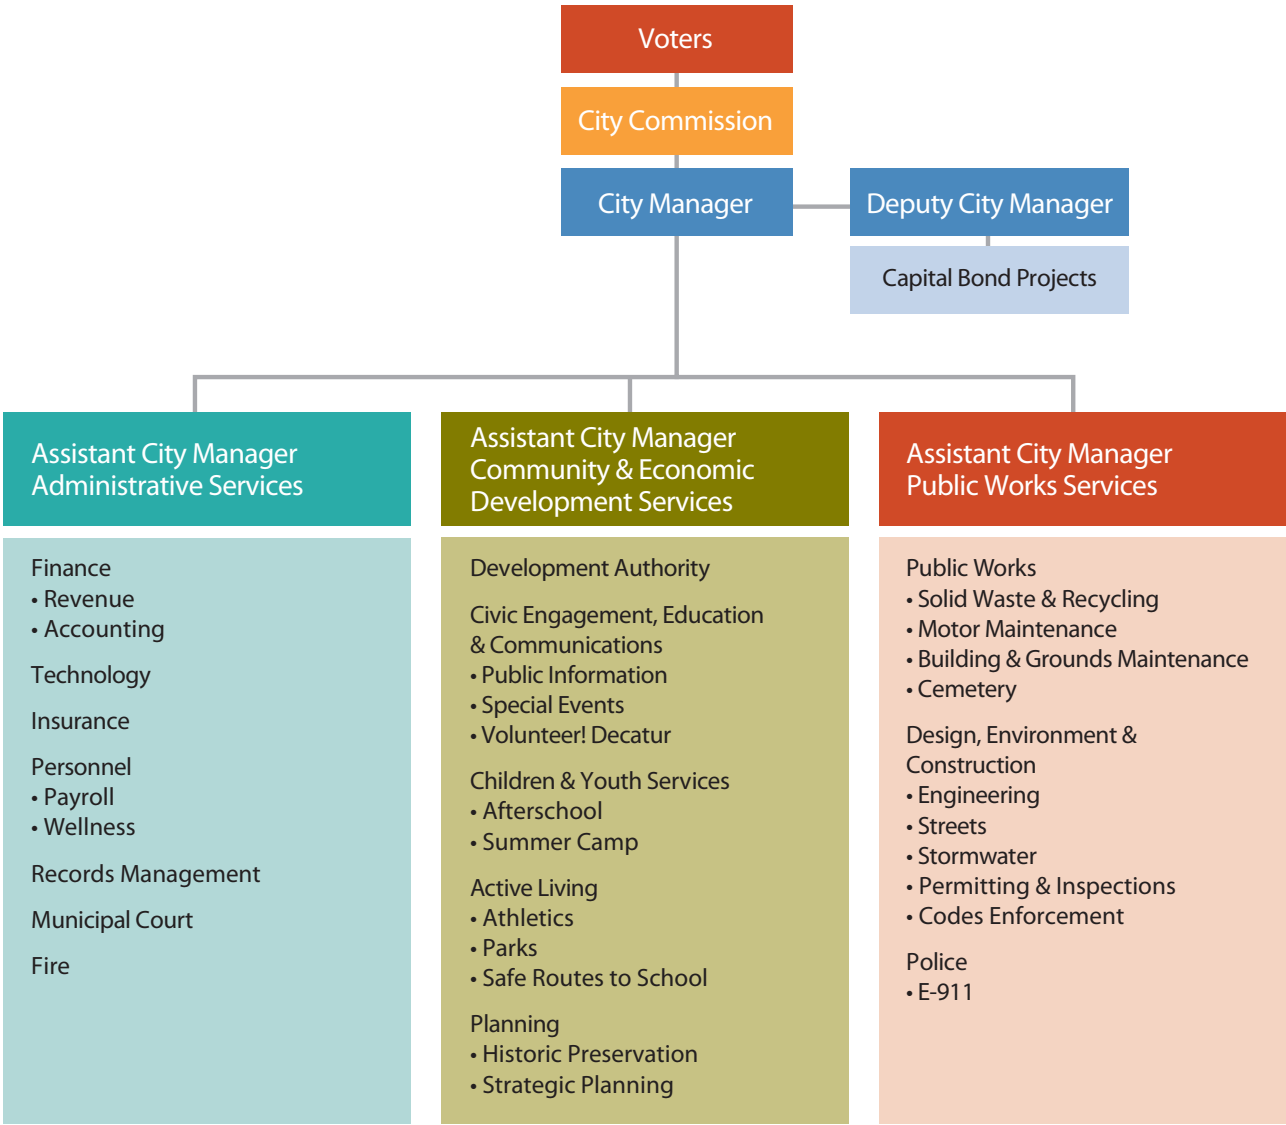 Voters
City Commission
City Manager
Deputy City Manager
Capital Bond Projects
Assistant City Manager
Administrative Services
Finance
• Revenue
• Accounting
Technology
Insurance
Personnel
• Payroll
• Wellness
Records Management
Municipal Court
Fire
Assistant City Manager
Community & Economic
Development Services
Development Authority
Civic Engagement, Education
& Communications
• Public Information
• Special Events
• Volunteer! Decatur
Children & Youth Services
• Afterschool
• Summer Camp
Active Living
• Athletics
• Parks
• Safe Routes to School
Planning
• Historic Preservation
• Strategic Planning
Assistant City Manager
Public Works Services
Public Works
• Solid Waste & Recycling
• Motor Maintenance
• Building & Grounds Maintenance
• Cemetery
Design, Environment &
Construction
• Engineering
• Streets
• Stormwater
• Permitting & Inspections
• Codes Enforcement
Police
• E-911